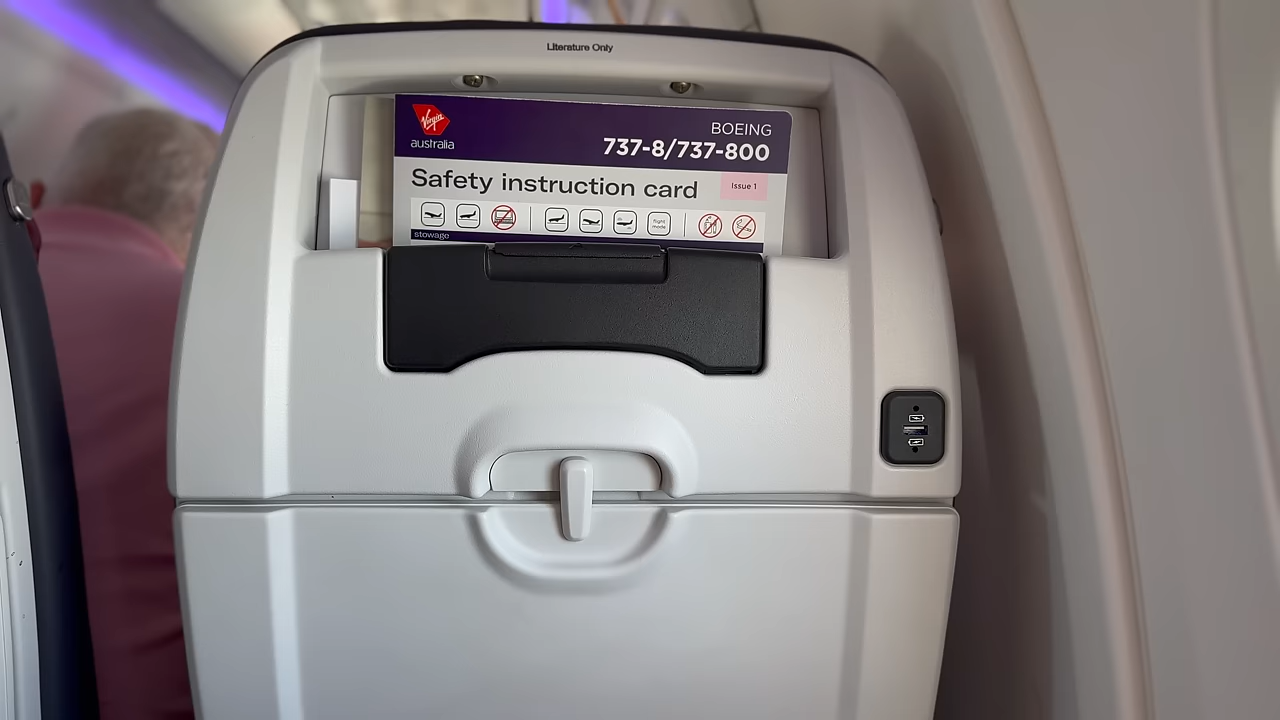 Literature Only
Virgin
australia
BOEING
737-8/737-800
Safety instruction card
Issue 1
flight
mode
stowage